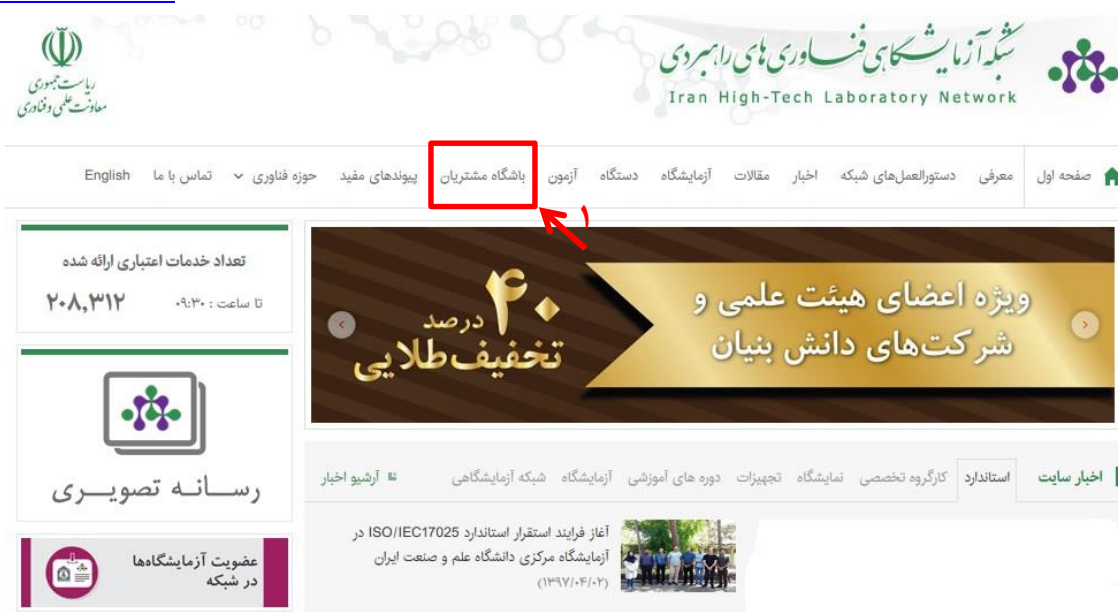 شبکه آزمایشگاهی فناوری‌های راهبردی
Iran High-Tech Laboratory Network
ریاست جمهوری
معاونت علمی و فناوری
صفحه اول معرفی دستورالعمل‌های شبکه اخبار مقالات آزمایشگاه دستگاه آزمون باشگاه مشتریان پیوندهای مفید حوزه فناوری تماس با ما English
۱
ویژه اعضای هیئت علمی و
شرکت‌های دانش بنیان
۴۰ درصد
تخفیف طلایی
تعداد خدمات اعتباری ارائه شده
تا ساعت : ۰۹:۳۰ ۲۰۸,۳۱۲
رســانـه تصویــری
عضویت آزمایشگاه‌ها
در شبکه
اخبار سایت استاندارد کارگروه تخصصی نمایشگاه تجهیزات دوره های آموزشی آزمایشگاه شبکه آزمایشگاهی آرشیو اخبار
آغاز فرایند استقرار استاندارد ISO/IEC17025 در
آزمایشگاه مرکزی دانشگاه علم و صنعت ایران
(۱۳۹۷/۰۴/۰۲)